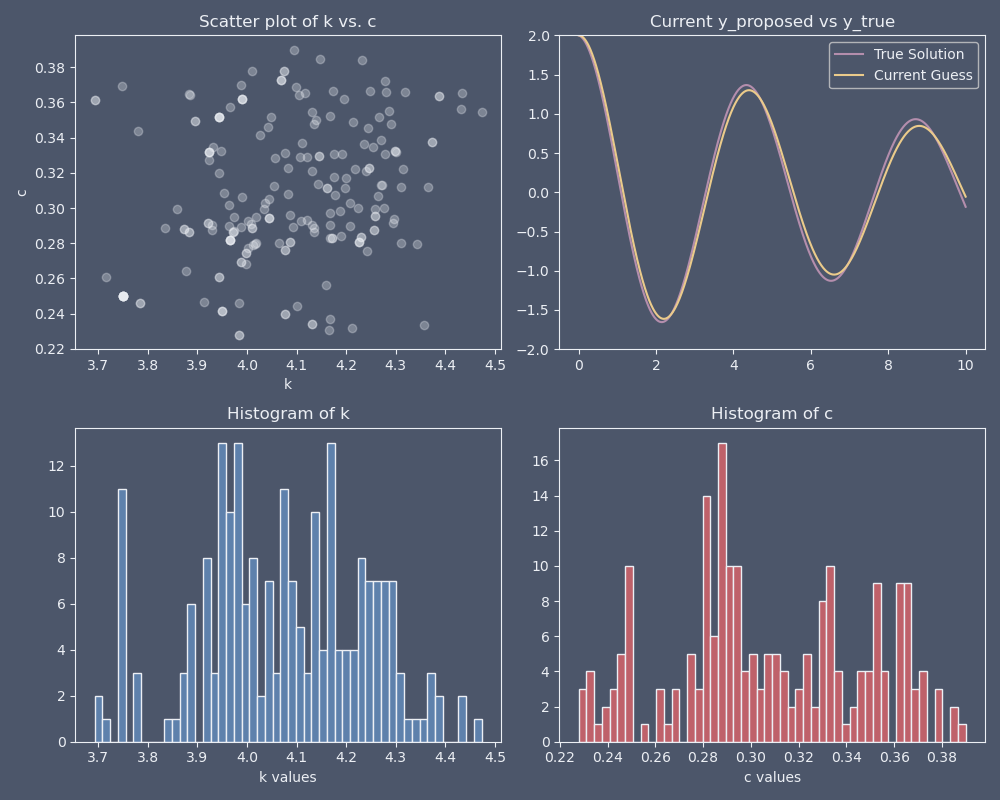 Scatter plot of k vs. c
0.38
0.36
0.34
0.32
0.30
0.28
0.26
0.24
0.22
c
3.7 3.8 3.9 4.0 4.1 4.2 4.3 4.4 4.5
k
Current y_proposed vs y_true
2.0
1.5
1.0
0.5
0.0
−0.5
−1.0
−1.5
−2.0
True Solution
Current Guess
0 2 4 6 8 10
Histogram of k
12
10
8
6
4
2
0
3.7 3.8 3.9 4.0 4.1 4.2 4.3 4.4 4.5
k values
Histogram of c
16
14
12
10
8
6
4
2
0
0.22 0.24 0.26 0.28 0.30 0.32 0.34 0.36 0.38
c values